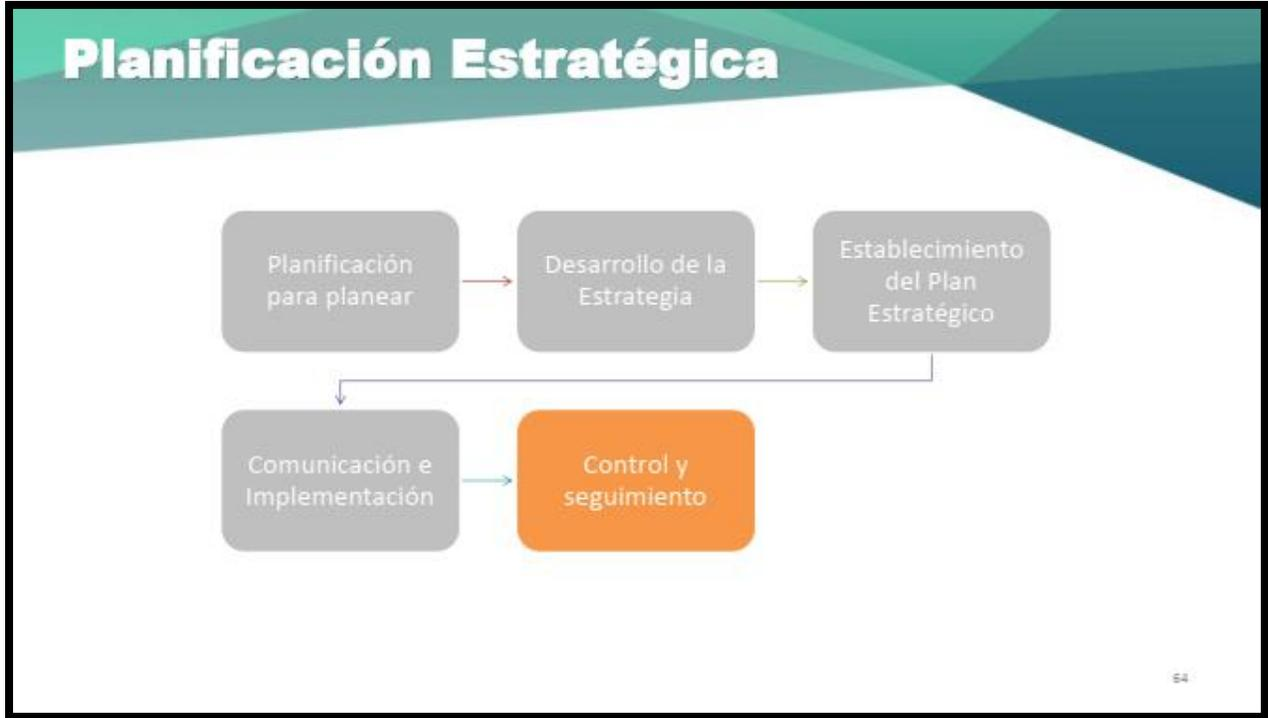 Planificación Estratégica
Planificación
para planear
Desarrollo de la
Estrategia
Establecimiento
del Plan
Estratégico
Comunicación e
Implementación
Control y
seguimiento
64